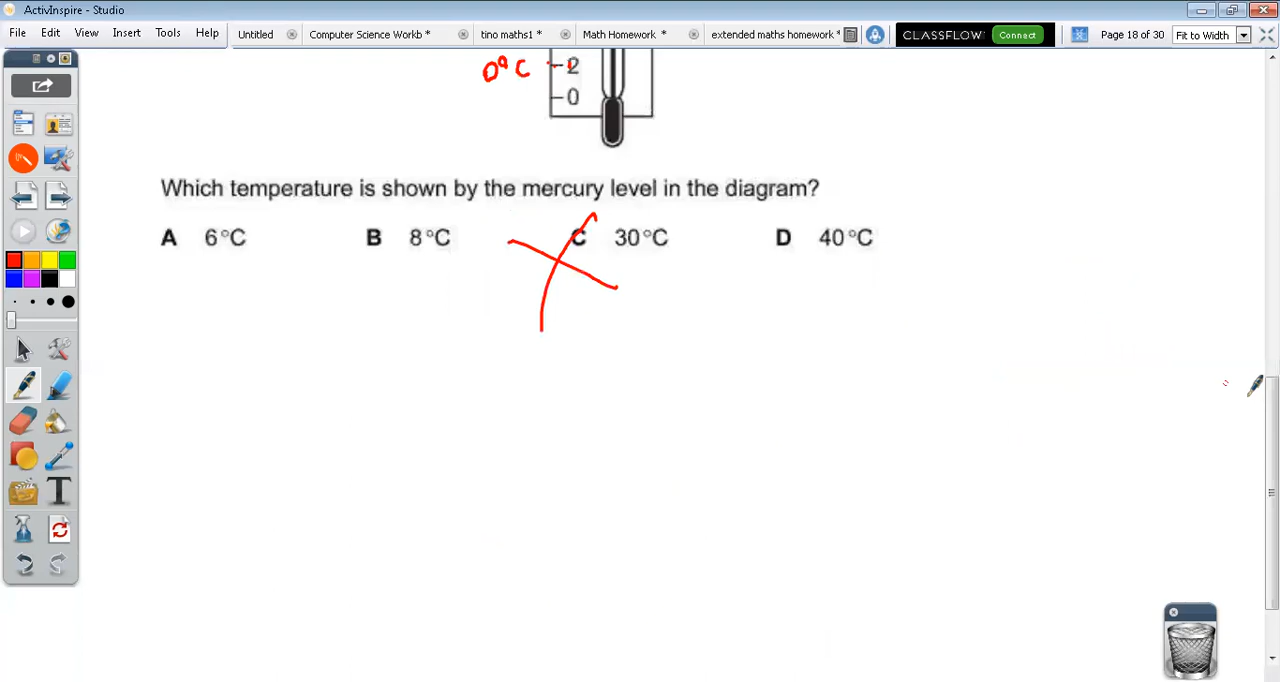 ActivInspire - Studio
File Edit View Insert Tools Help Untitled Computer Science Workb * tino maths1 * Math Homework * extended maths homework * CLASSFLOW Connect Page 18 of 30 Fit to Width
0°C 2
0
Which temperature is shown by the mercury level in the diagram?
A 6°C B 8°C C 30°C D 40°C
T